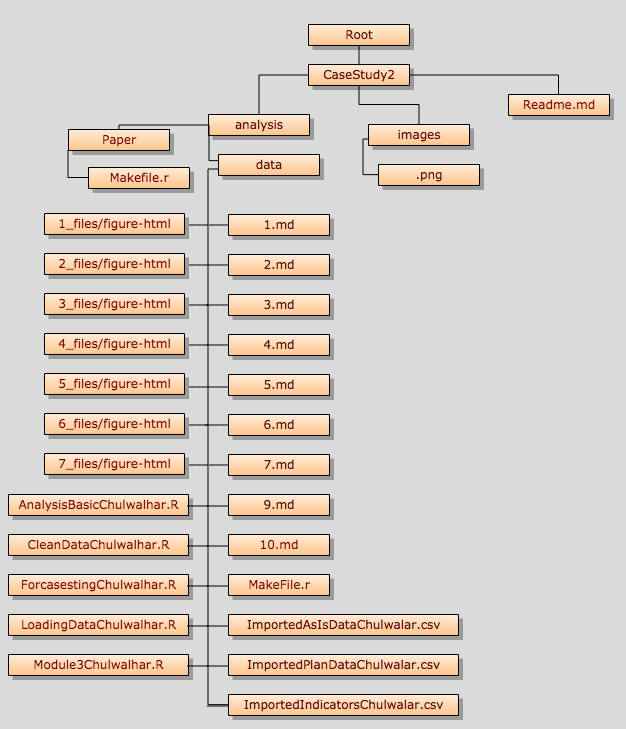 Root
CaseStudy2
Readme.md
analysis
images
Paper
data
Makefile.r
.png
1_files/figure-html
1.md
2_files/figure-html
2.md
3_files/figure-html
3.md
4_files/figure-html
4.md
5_files/figure-html
5.md
6_files/figure-html
6.md
7_files/figure-html
7.md
AnalysisBasicChulwalhar.R
9.md
CleanDataChulwalhar.R
10.md
ForcasestingChulwalhar.R
MakeFile.r
LoadingDataChulwalhar.R
ImportedAsIsDataChulwalar.csv
Module3Chulwalhar.R
ImportedPlanDataChulwalar.csv
ImportedIndicatorsChulwalar.csv